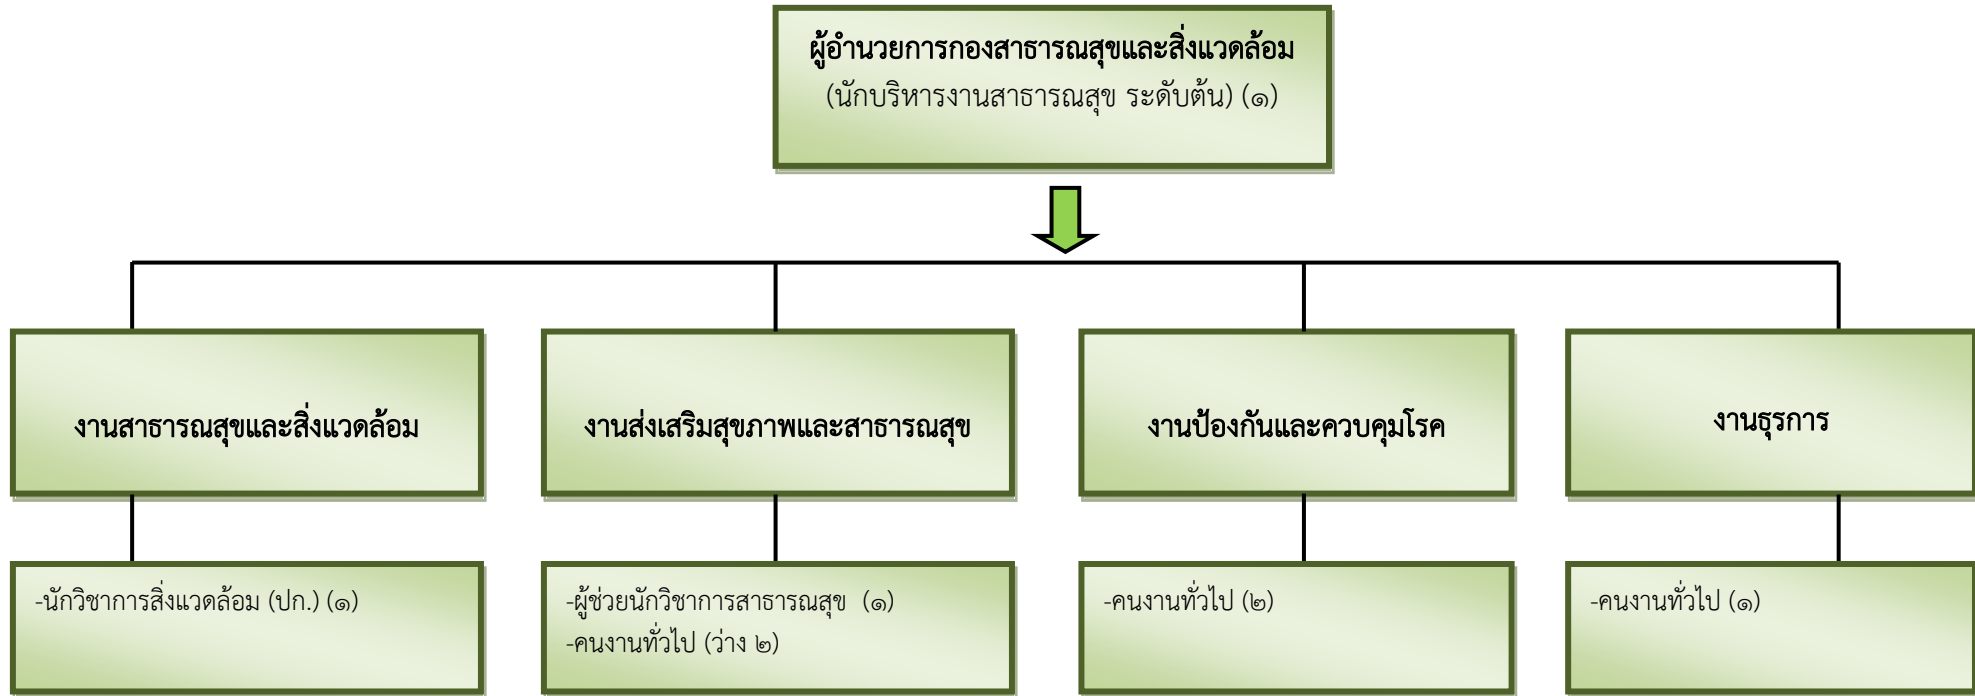 ผู้อำนวยการกองสาธารณสุขและสิ่งแวดล้อม
(นักบริหารงานสาธารณสุข ระดับต้น) (๑)
งานสาธารณสุขและสิ่งแวดล้อม
งานส่งเสริมสุขภาพและสาธารณสุข
งานป้องกันและควบคุมโรค
งานธุรการ
-นักวิชาการสิ่งแวดล้อม (ปก.) (๑)
-ผู้ช่วยนักวิชาการสาธารณสุข (๑)
-คนงานทั่วไป (ว่าง ๒)
-คนงานทั่วไป (๒)
-คนงานทั่วไป (๑)